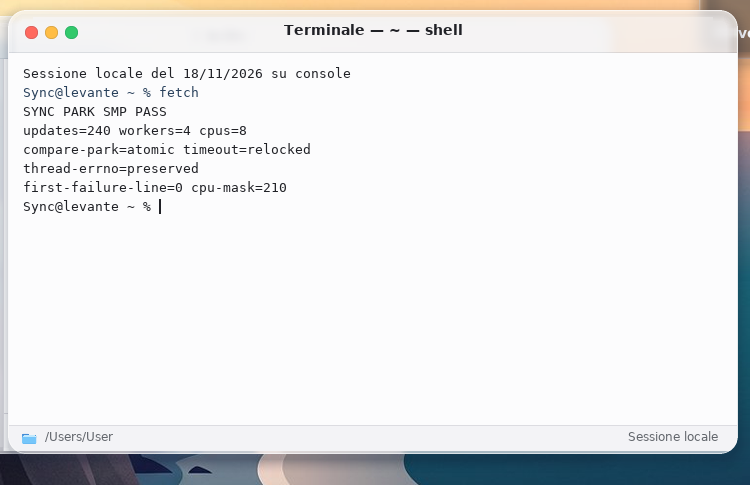 Terminale — ~ — shell
Sessione locale del 18/11/2026 su console
Sync@levante ~ % fetch
SYNC PARK SMP PASS
updates=240 workers=4 cpus=8
compare-park=atomic timeout=relocked
thread-errno=preserved
first-failure-line=0 cpu-mask=210
Sync@levante ~ %
/Users/User
Sessione locale